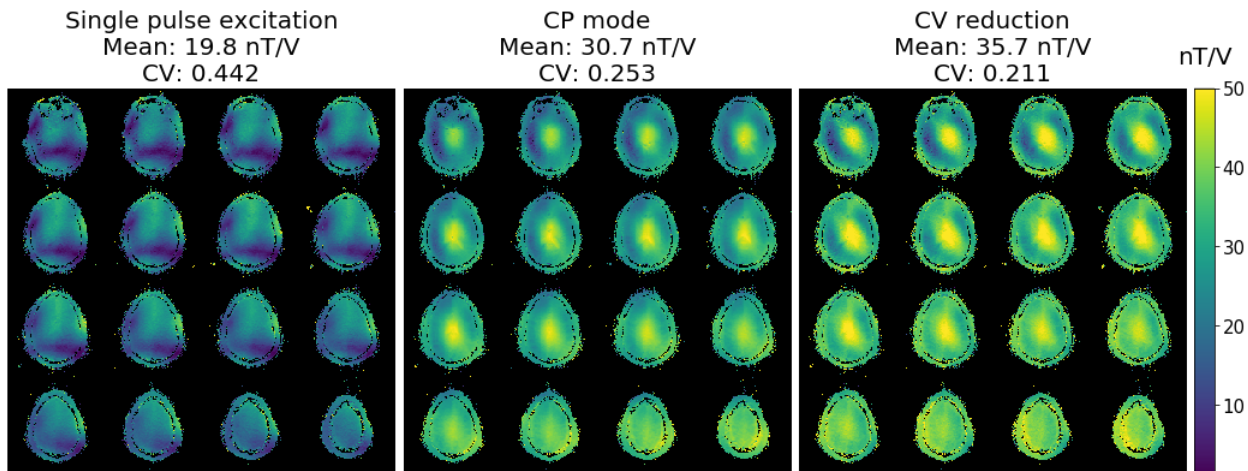 Single pulse excitation
Mean: 19.8 nT/V
CV: 0.442
CP mode
Mean: 30.7 nT/V
CV: 0.253
CV reduction
Mean: 35.7 nT/V
CV: 0.211
nT/V
50
40
30
20
10